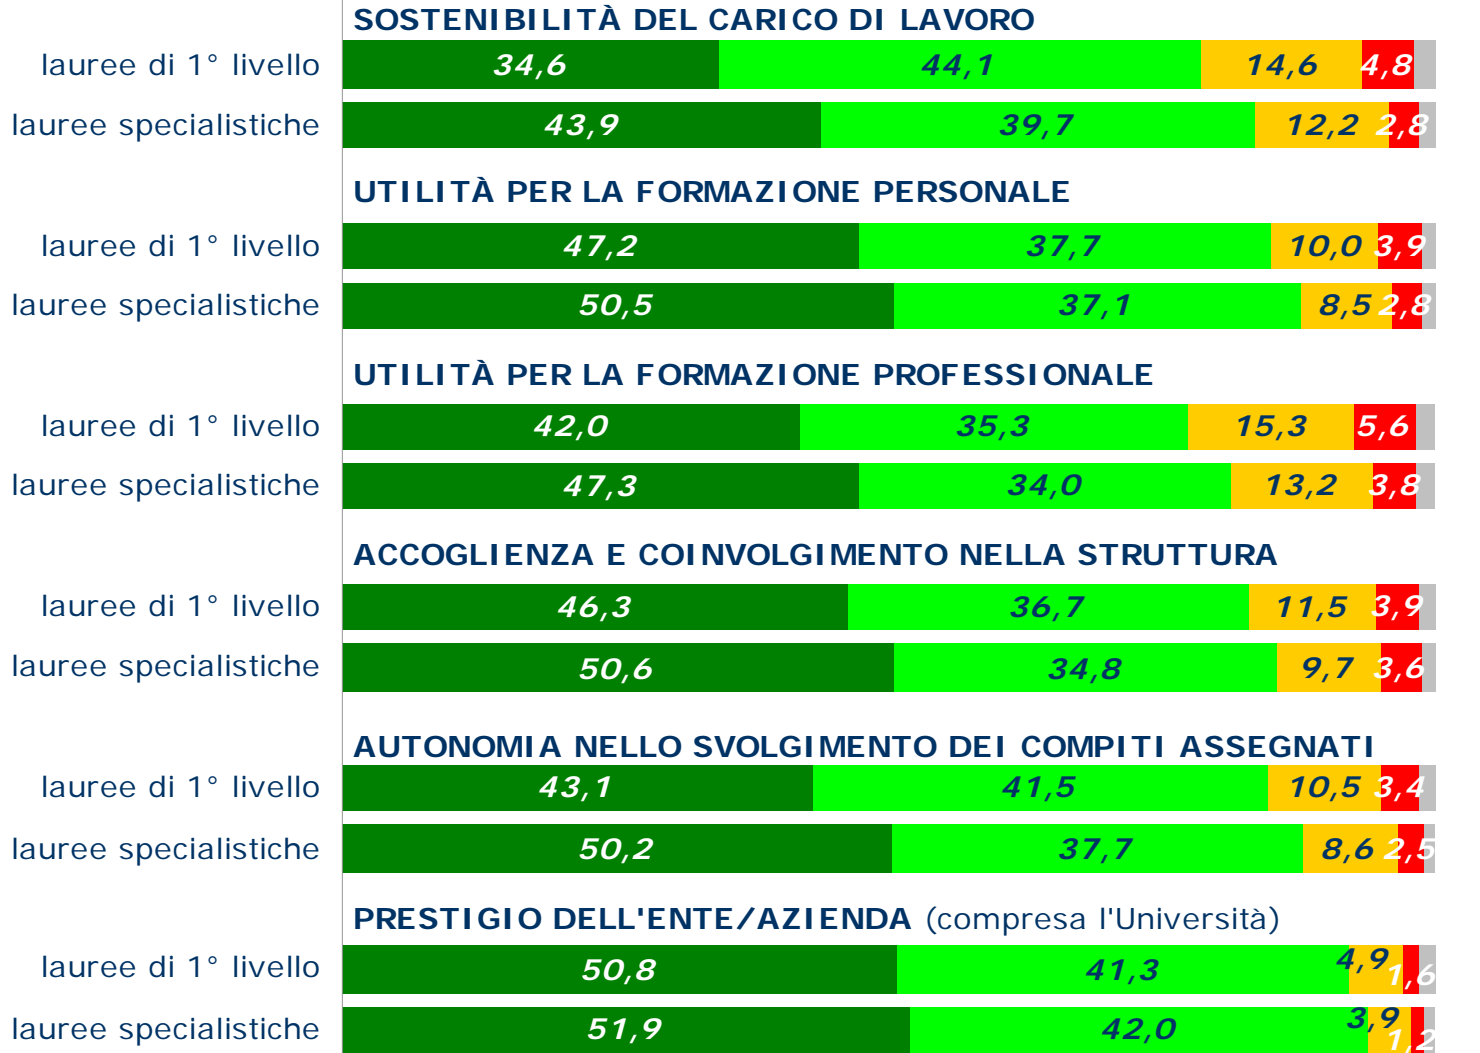 SOSTENIBILITÀ DEL CARICO DI LAVORO
lauree di 1° livello 34,6 44,1 14,6 4,8
lauree specialistiche 43,9 39,7 12,2 2,8
UTILITÀ PER LA FORMAZIONE PERSONALE
lauree di 1° livello 47,2 37,7 10,0 3,9
lauree specialistiche 50,5 37,1 8,5 2,8
UTILITÀ PER LA FORMAZIONE PROFESSIONALE
lauree di 1° livello 42,0 35,3 15,3 5,6
lauree specialistiche 47,3 34,0 13,2 3,8
ACCOGLIENZA E COINVOLGIMENTO NELLA STRUTTURA
lauree di 1° livello 46,3 36,7 11,5 3,9
lauree specialistiche 50,6 34,8 9,7 3,6
AUTONOMIA NELLO SVOLGIMENTO DEI COMPITI ASSEGNATI
lauree di 1° livello 43,1 41,5 10,5 3,4
lauree specialistiche 50,2 37,7 8,6 2,5
PRESTIGIO DELL'ENTE/AZIENDA (compresa l'Università)
lauree di 1° livello 50,8 41,3 4,9 1,6
lauree specialistiche 51,9 42,0 3,9 1,2